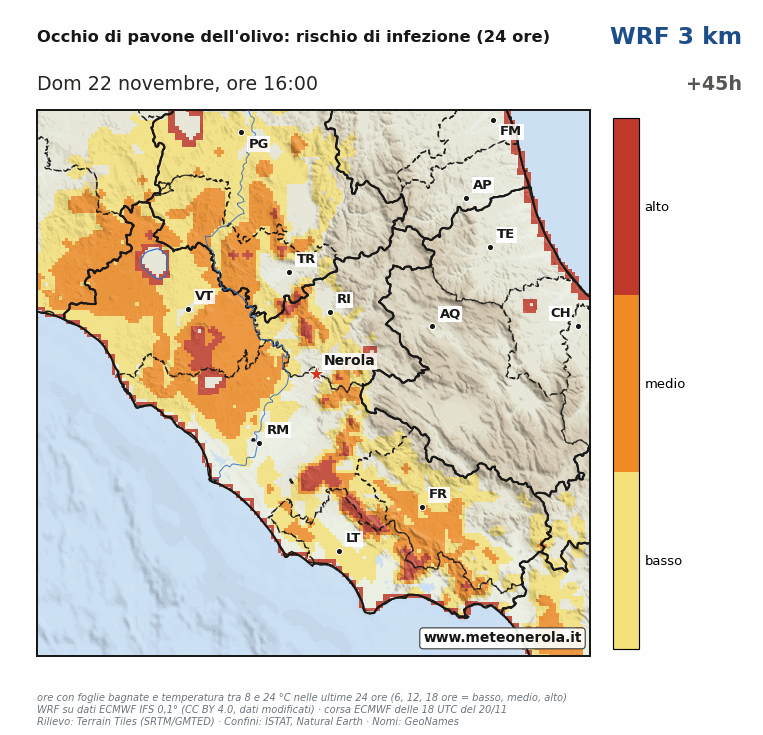 Occhio di pavone dell'olivo: rischio di infezione (24 ore)
WRF 3 km
Dom 22 novembre, ore 16:00
+45h
FM
PG
AP
TE
TR
VT
RI
AQ
CH
Nerola
RM
FR
LT
www.meteonerola.it
alto
medio
basso
ore con foglie bagnate e temperatura tra 8 e 24 °C nelle ultime 24 ore (6, 12, 18 ore = basso, medio, alto)
WRF su dati ECMWF IFS 0,1° (CC BY 4.0, dati modificati) · corsa ECMWF delle 18 UTC del 20/11
Rilievo: Terrain Tiles (SRTM/GMTED) · Confini: ISTAT, Natural Earth · Nomi: GeoNames